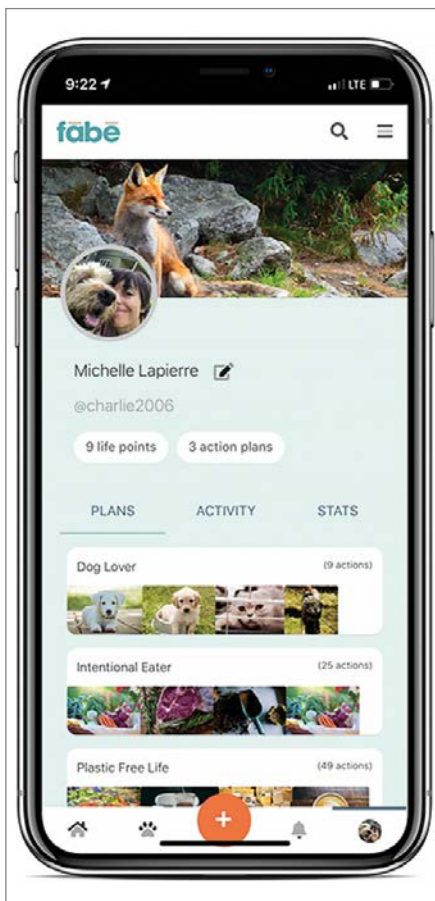 9:22
LTE
fābē
Michelle Lapierre
@charlie2006
9 life points 3 action plans
PLANS ACTIVITY STATS
Dog Lover (9 actions)
Intentional Eater (25 actions)
Plastic Free Life (49 actions)
+